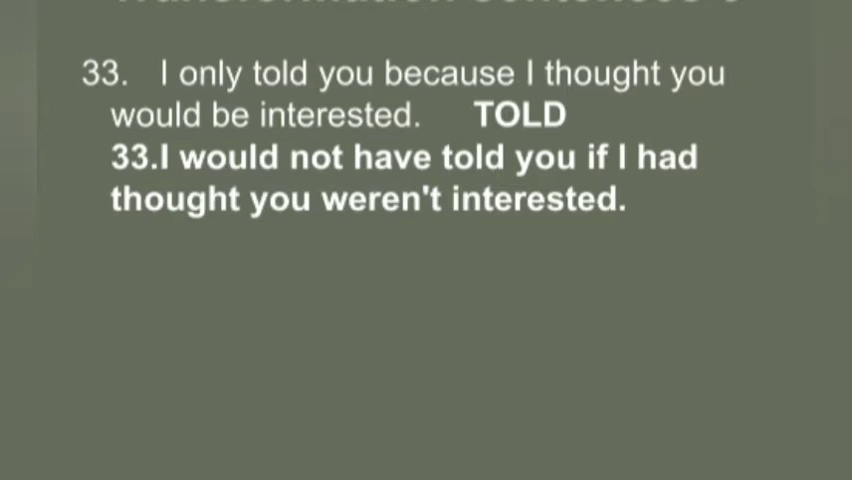 33. I only told you because I thought you
would be interested. TOLD
33.I would not have told you if I had
thought you weren't interested.